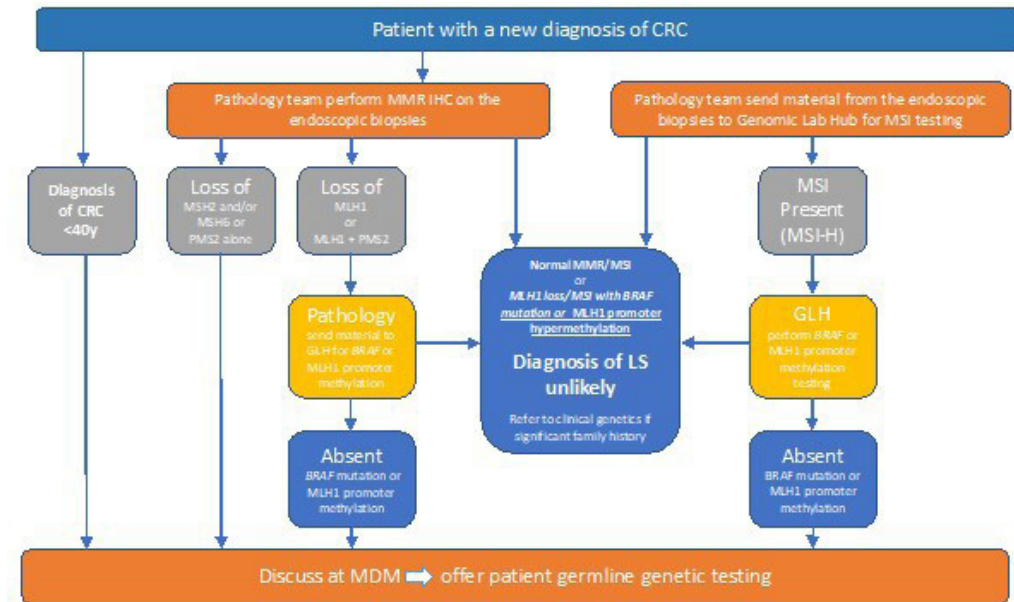 Patient with a new diagnosis of CRC
Pathology team perform MMR IHC on the
endoscopic biopsies
Pathology team send material from the endoscopic
biopsies to Genomic Lab Hub for MSI testing
Diagnosis
of CRC
<40y
Loss of
MSH2 and/or
MSH6 or
PMS2 alone
Loss of
MLH1
or
MLH1 + PMS2
MSI
Present
(MSI-H)
Normal MMR/MSI
or
MLH1 loss/MSI with BRAF
mutation or MLH1 promoter
hypermethylation
Diagnosis of LS
unlikely
Refer to clinical genetics if
significant family history
Pathology
send material to
GLH for BRAF or
MLH1 promoter
methylation
GLH
perform BRAF or
MLH1 promoter
methylation
testing
Absent
BRAF mutation or
MLH1 promoter
methylation
Absent
BRAF mutation or
MLH1 promoter
methylation
Discuss at MDM ⇨ offer patient germline genetic testing